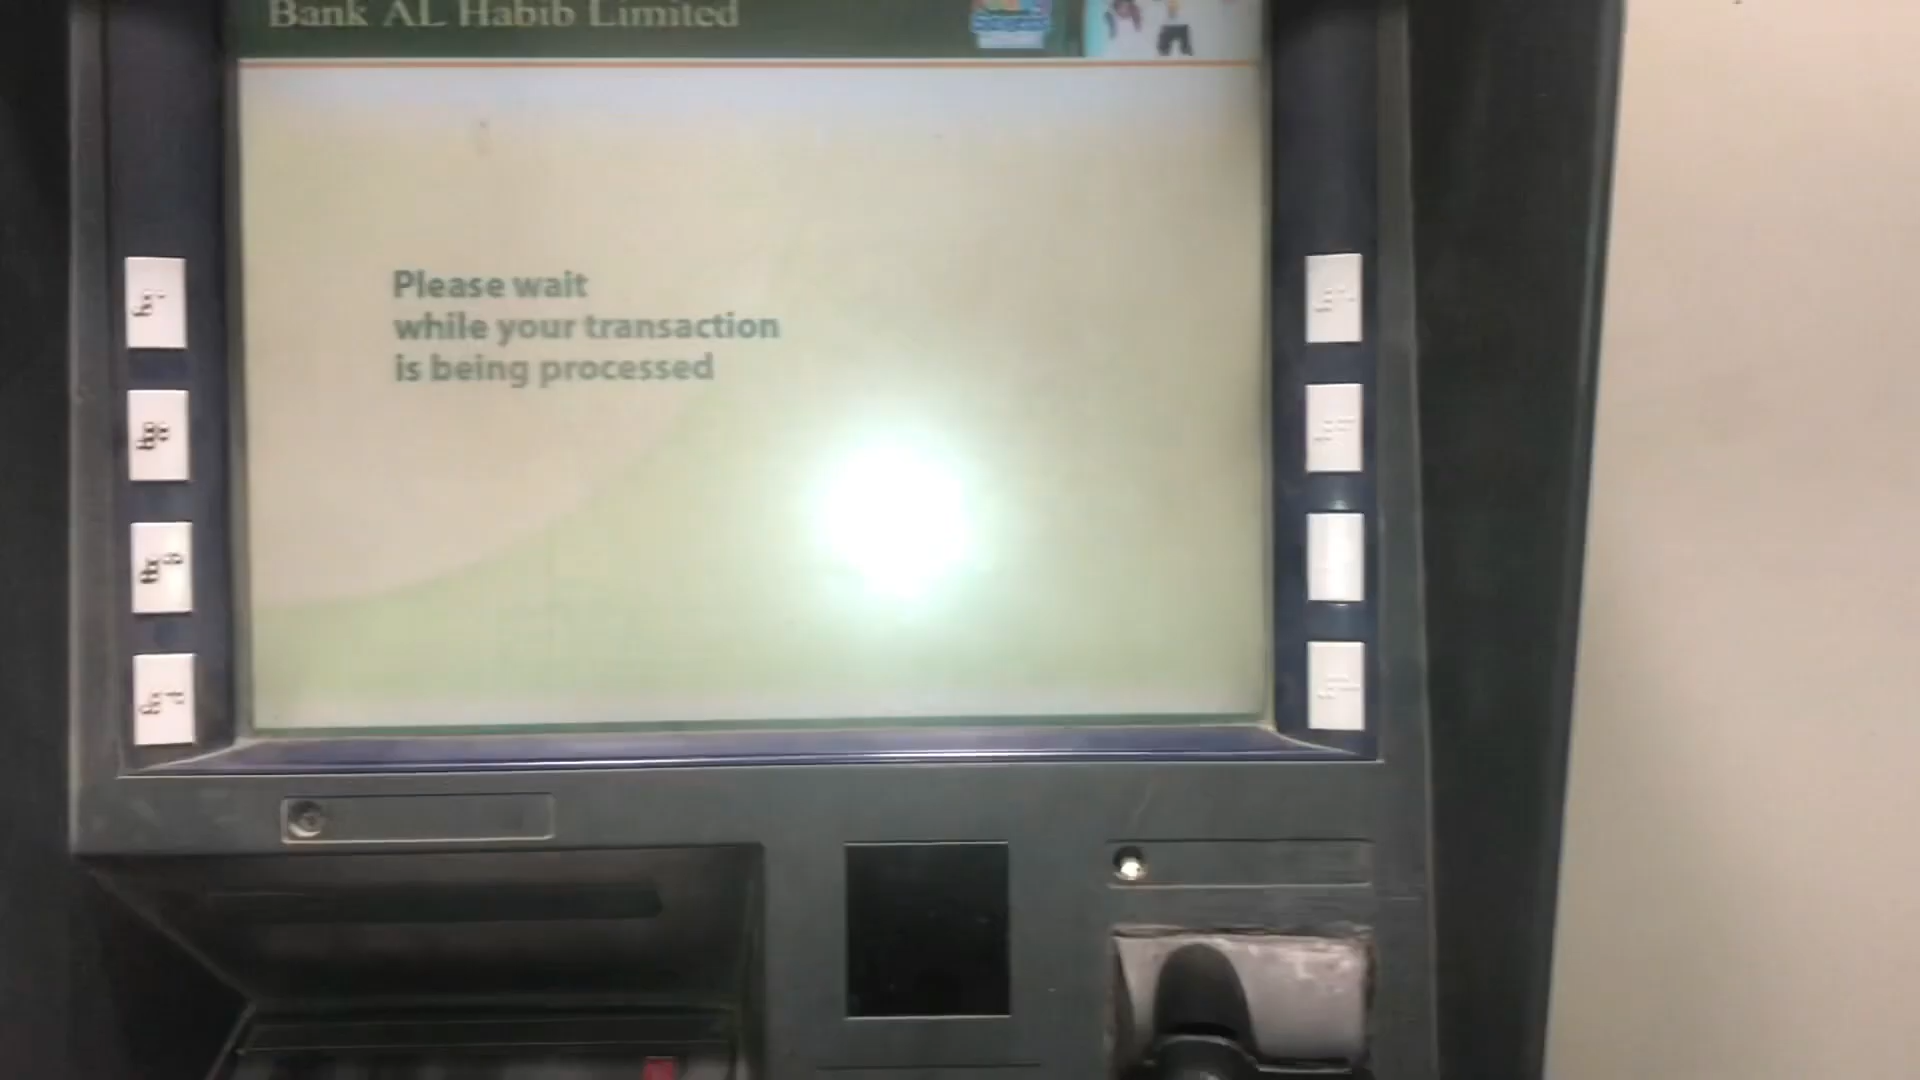 Bank AL Habib Limited
Please wait
while your transaction
is being processed